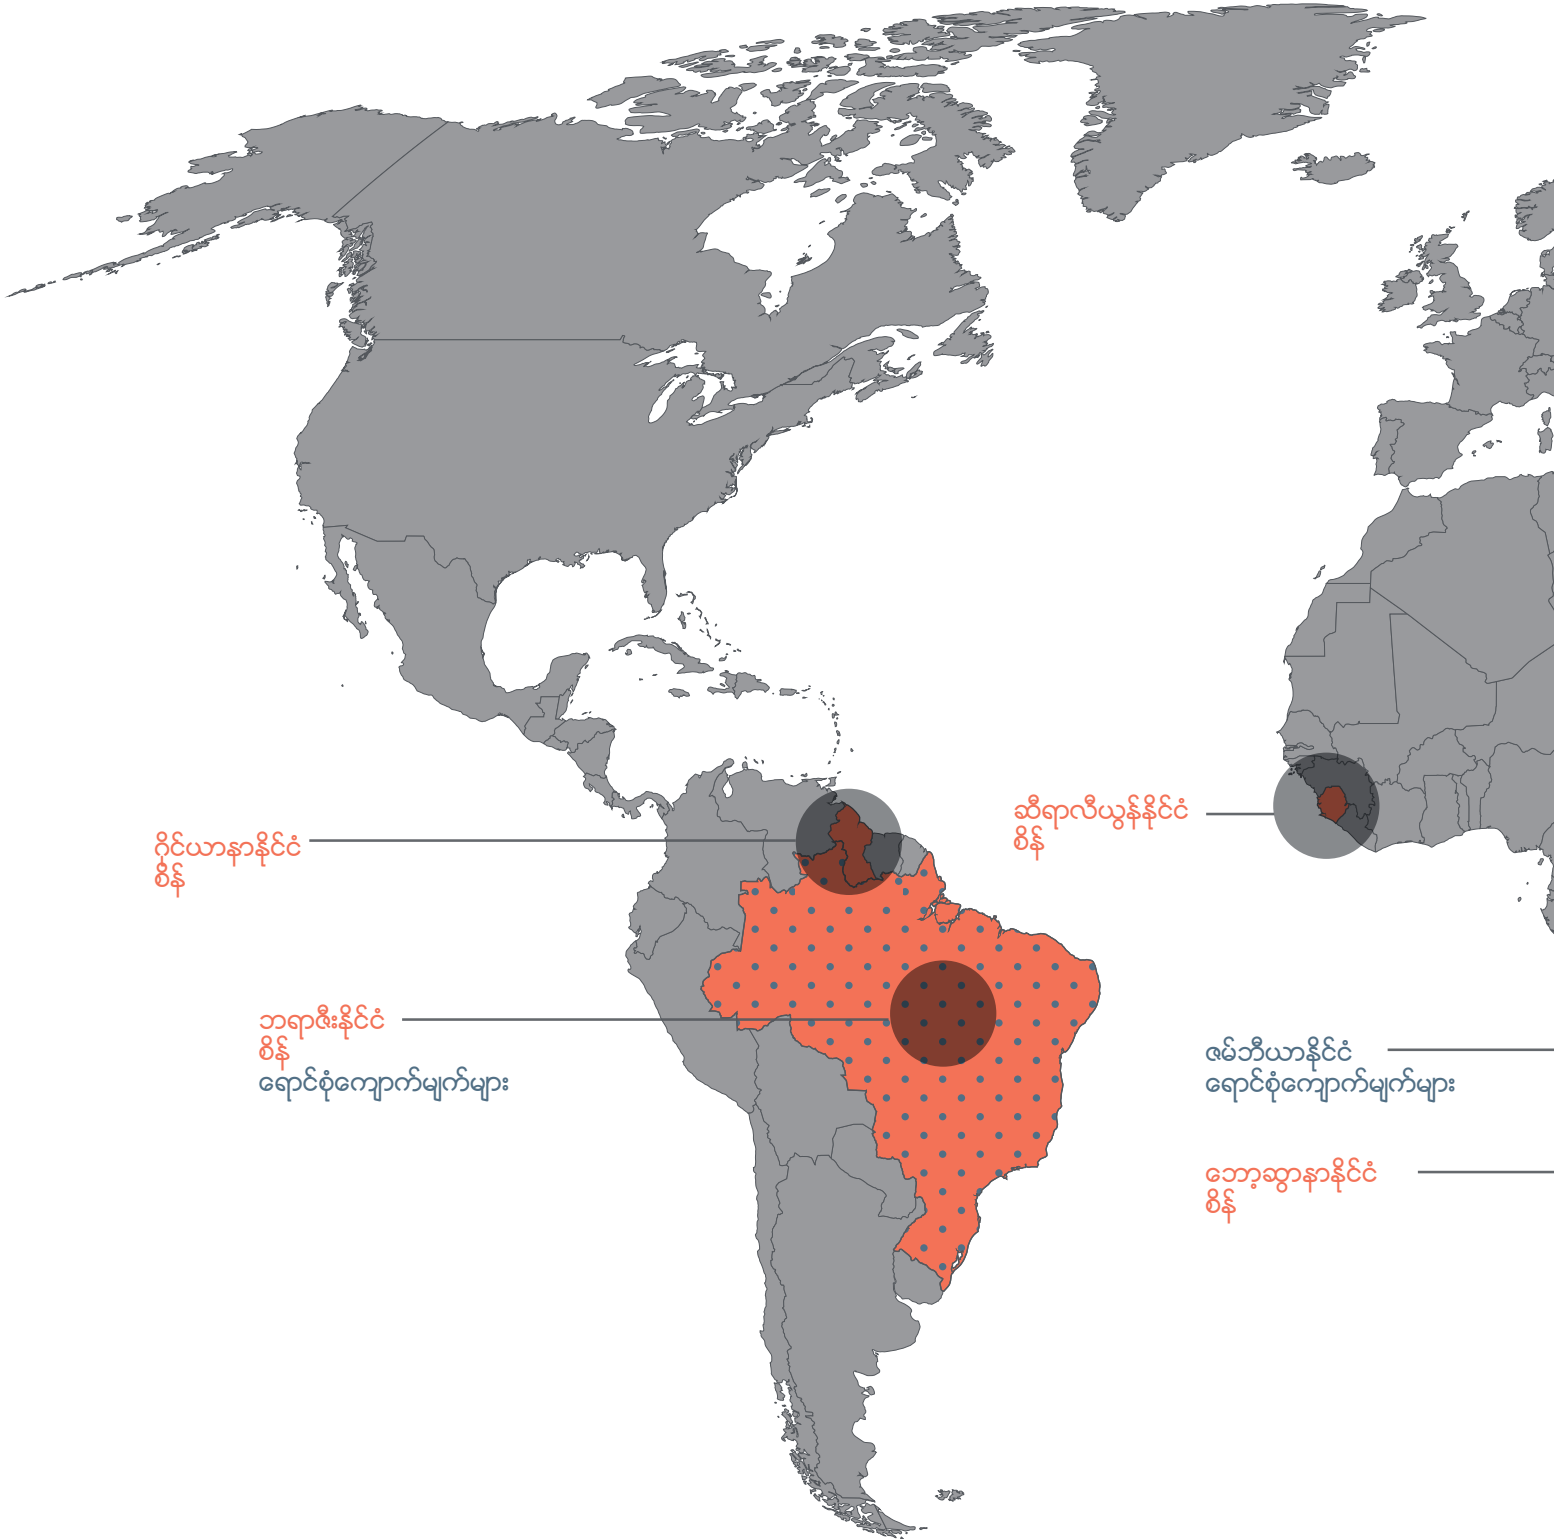 ဂိုင်ယာနာနိုင်ငံ
စိန်
ဆီရာလီယွန်နိုင်ငံ
စိန်
ဘရာဇီးနိုင်ငံ
စိန်
ရောင်စုံကျောက်မျက်များ
ဇမ်ဘီယာနိုင်ငံ
ရောင်စုံကျောက်မျက်များ
ဘော့ဆွာနာနိုင်ငံ
စိန်